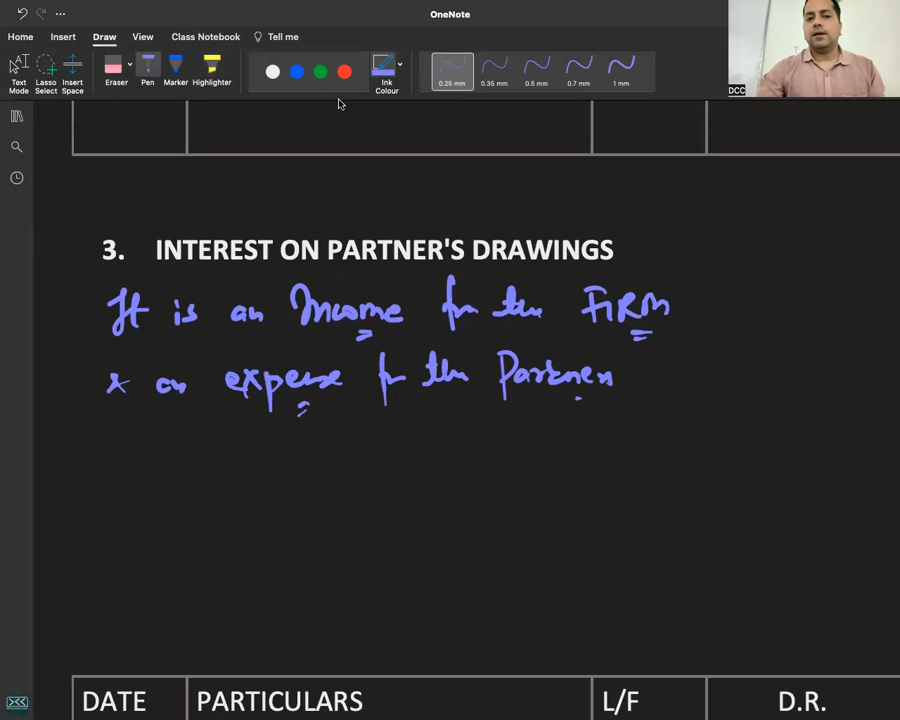 OneNote
Home Insert Draw View Class Notebook Tell me
Text Mode Lasso Select Insert Space Eraser Pen Marker Highlighter Ink Colour 0.25 mm 0.35 mm 0.5 mm 0.7 mm 1 mm
DCC
3. INTEREST ON PARTNER'S DRAWINGS
It is an Income for the FIRM
& an expense for the Partner
DATE PARTICULARS L/F D.R.